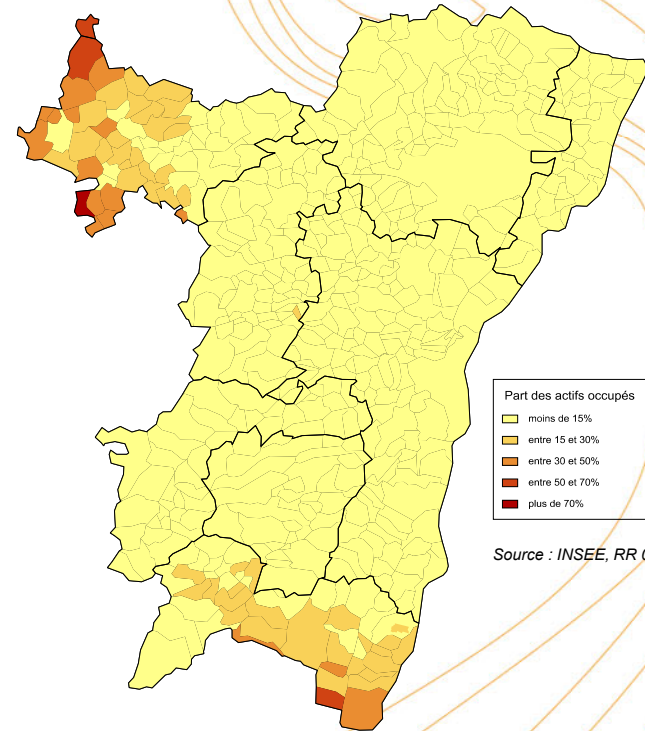 Part des actifs occupés
moins de 15%
entre 15 et 30%
entre 30 et 50%
entre 50 et 70%
plus de 70%
Source : INSEE, RR